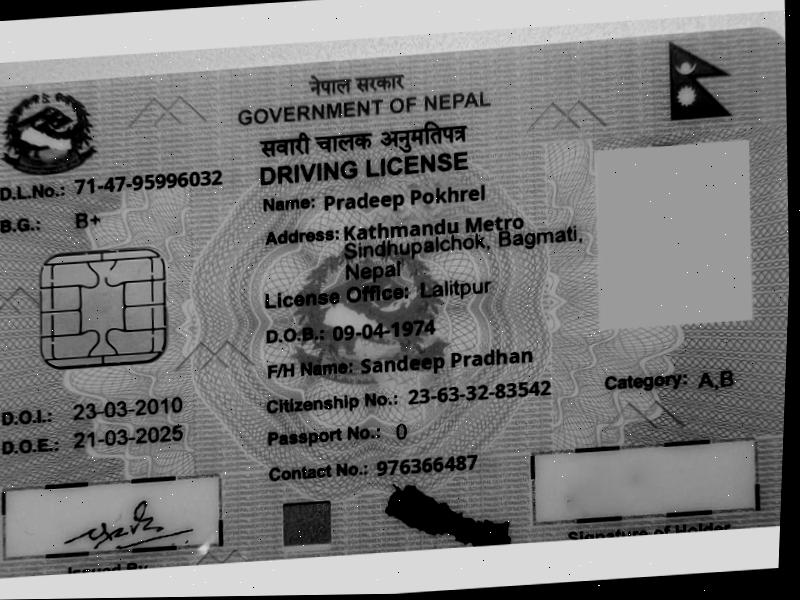 नेपाल सरकार
GOVERNMENT OF NEPAL
सवारी चालक अनुमतिपत्र
DRIVING LICENSE
D.L.No.: 71-47-95996032
B.G.: B+
Name: Pradeep Pokhrel
Address: Kathmandu Metro
Sindhupalchok, Bagmati,
Nepal
License Office: Lalitpur
D.O.B.: 09-04-1974
F/H Name: Sandeep Pradhan
Citizenship No.: 23-63-32-83542
Category: A,B
D.O.I.: 23-03-2010
D.O.E.: 21-03-2025
Passport No.: 0
Contact No.: 976366487
Issued By
Signature of Holder